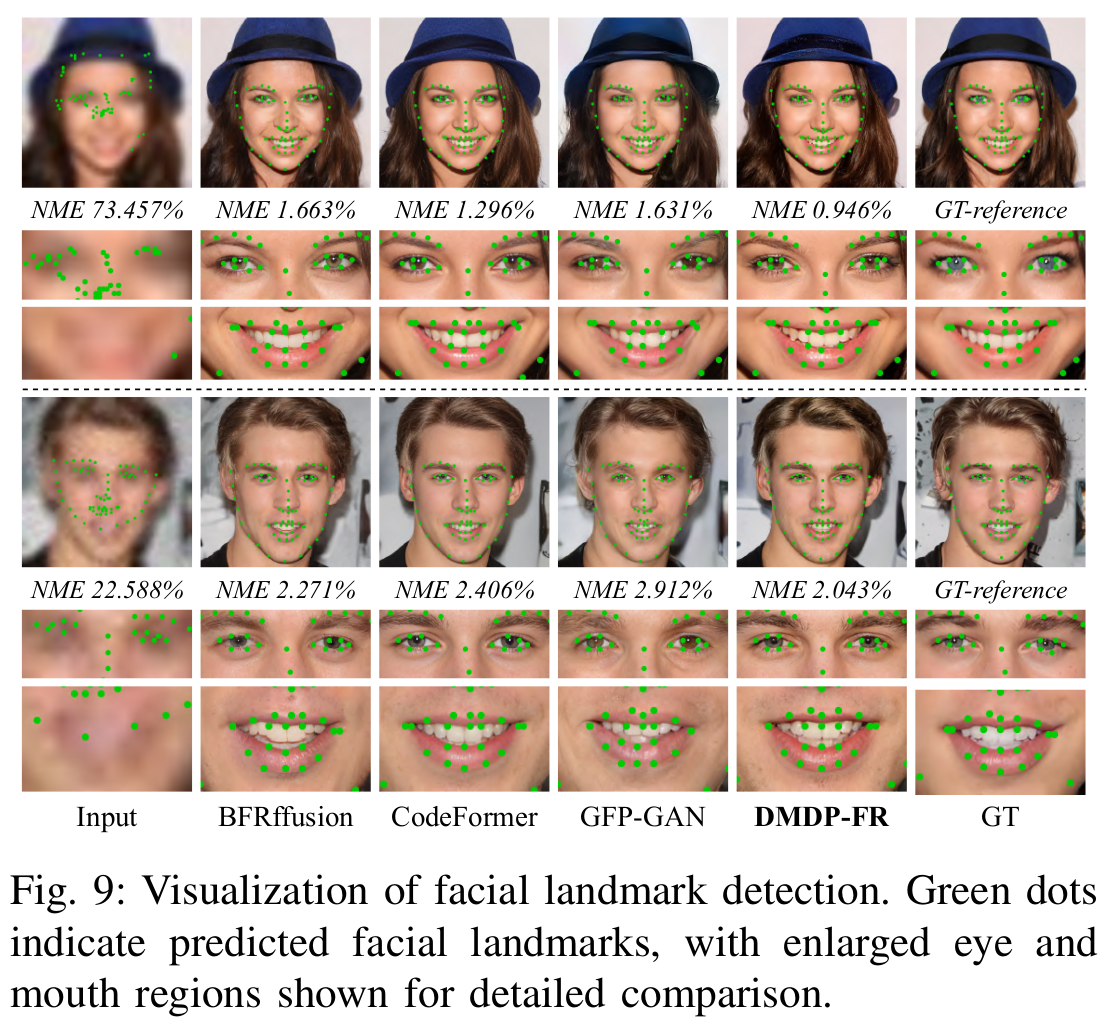 NME 73.457% NME 1.663% NME 1.296% NME 1.631% NME 0.946% GT-reference
NME 22.588% NME 2.271% NME 2.406% NME 2.912% NME 2.043% GT-reference
Input BFRffusion CodeFormer GFP-GAN DMDP-FR GT
Fig. 9: Visualization of facial landmark detection. Green dots
indicate predicted facial landmarks, with enlarged eye and
mouth regions shown for detailed comparison.